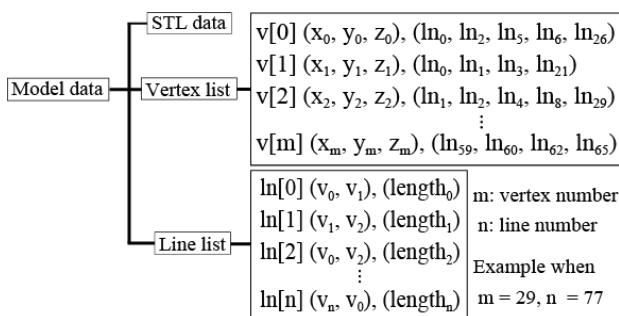 STL data
Model data
Vertex list
v[0] (x₀, y₀, z₀), (ln₀, ln₂, ln₅, ln₆, ln₂₆)
v[1] (x₁, y₁, z₁), (ln₀, ln₁, ln₃, ln₂₁)
v[2] (x₂, y₂, z₂), (ln₁, ln₂, ln₄, ln₈, ln₂₉)
⋮
v[m] (xₘ, yₘ, zₘ), (ln₅₉, ln₆₀, ln₆₂, ln₆₅)
Line list
ln[0] (v₀, v₁), (length₀)
ln[1] (v₁, v₂), (length₁)
ln[2] (v₀, v₂), (length₂)
⋮
ln[n] (vₙ, v₀), (lengthₙ)
m: vertex number
n: line number
Example when
m = 29, n = 77